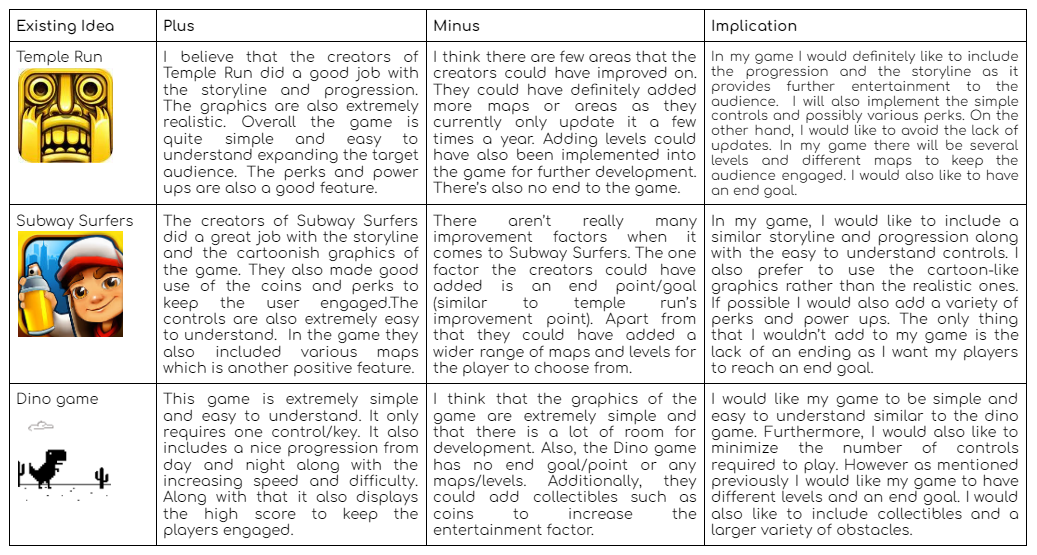 Existing Idea
Plus
Minus
Implication
Temple Run
I believe that the creators of
Temple Run did a good job with
the storyline and progression.
The graphics are also extremely
realistic. Overall the game is
quite simple and easy to
understand expanding the target
audience. The perks and power
ups are also a good feature.
I think there are few areas that the
creators could have improved on.
They could have definitely added
more maps or areas as they
currently only update it a few
times a year. Adding levels could
have also been implemented into
the game for further development.
There's also no end to the game.
In my game I would definitely like to include
the progression and the storyline as it
provides further entertainment to the
audience. I will also implement the simple
controls and possibly various perks. On the
other hand, I would like to avoid the lack of
updates. In my game there will be several
levels and different maps to keep the
audience engaged. I would also like to have
an end goal.
Subway Surfers
The creators of Subway Surfers
did a great job with the storyline
and the cartoonish graphics of
the game. They also made good
use of the coins and perks to
keep the user engaged.The
controls are also extremely easy
to understand. In the game they
also included various maps
which is another positive feature.
There aren't really many
improvement factors when it
comes to Subway Surfers. The one
factor the creators could have
added is an end point/goal
(similar to temple run's
improvement point). Apart from
that they could have added a
wider range of maps and levels for
the player to choose from.
In my game, I would like to include a
similar storyline and progression along
with the easy to understand controls. I
also prefer to use the cartoon-like
graphics rather than the realistic ones.
If possible I would also add a variety of
perks and power ups. The only thing
that I wouldn't add to my game is the
lack of an ending as I want my players
to reach an end goal.
Dino game
This game is extremely simple
and easy to understand. It only
requires one control/key. It also
includes a nice progression from
day and night along with the
increasing speed and difficulty.
Along with that it also displays
the high score to keep the
players engaged.
I think that the graphics of the
game are extremely simple and
that there is a lot of room for
development. Also, the Dino game
has no end goal/point or any
maps/levels. Additionally, they
could add collectibles such as
coins to increase the
entertainment factor.
I would like my game to be simple and
easy to understand similar to the dino
game. Furthermore, I would also like to
minimize the number of controls
required to play. However as mentioned
previously I would like my game to have
different levels and an end goal. I would
also like to include collectibles and a
larger variety of obstacles.